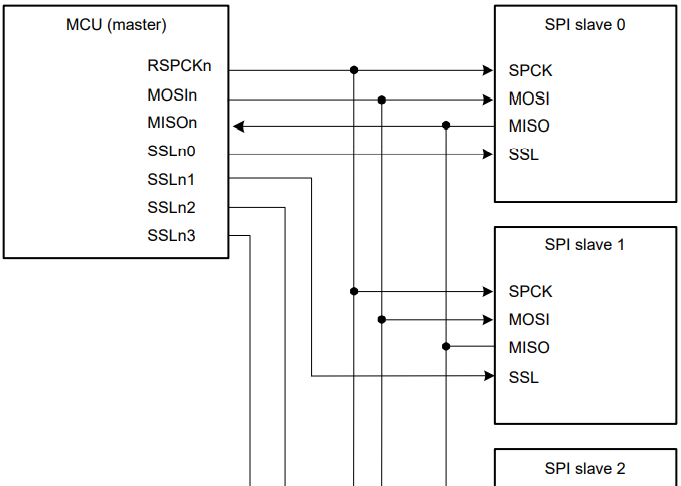 MCU (master)
RSPCKn
MOSIn
MISOn
SSLn0
SSLn1
SSLn2
SSLn3
SPI slave 0
SPCK
MOSI
MISO
SSL
SPI slave 1
SPCK
MOSI
MISO
SSL
SPI slave 2